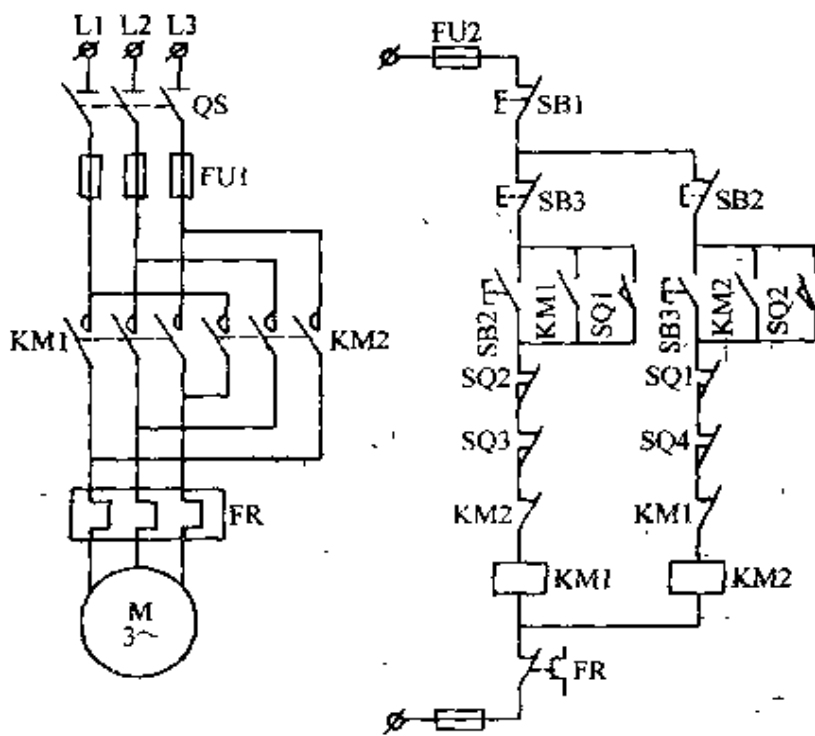 L1 L2 L3
QS
FU1
KM1
KM2
FR
M
3~
FU2
SB1
SB3
SB2
SB2
KM1
SQ1
SB3
KM2
SQ2
SQ2
SQ1
SQ3
SQ4
KM2
KM1
KM1
KM2
FR